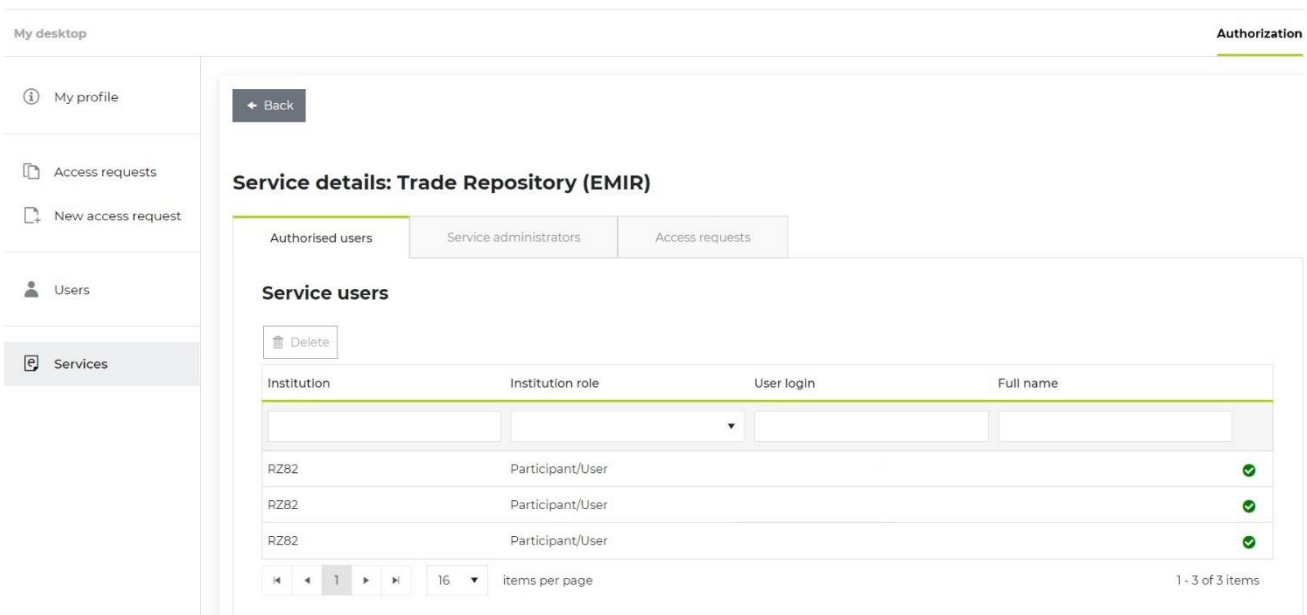 My desktop
Authorization
My profile
Back
Access requests
Service details: Trade Repository (EMIR)
New access request
Authorised users Service administrators Access requests
Users
Service users
Delete
Services
Institution Institution role User login Full name
RZ82 Participant/User
RZ82 Participant/User
RZ82 Participant/User
1 16 items per page 1 - 3 of 3 items